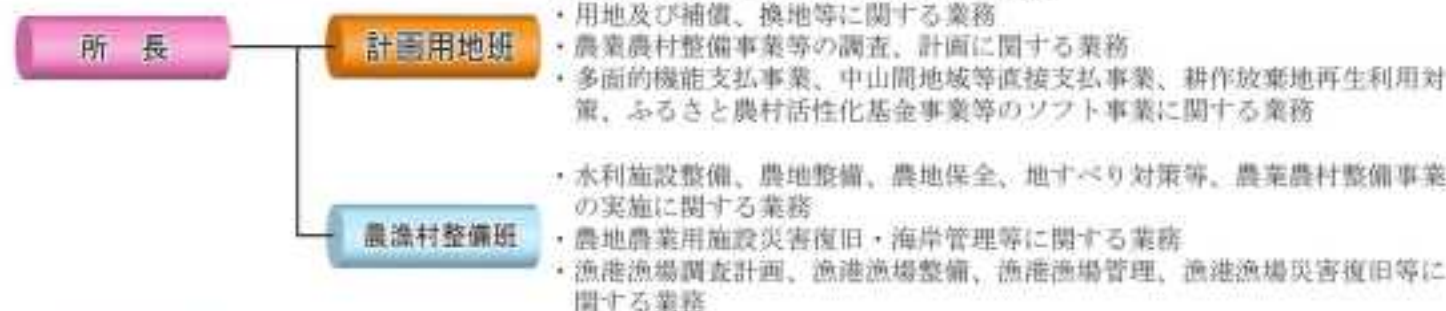 所 長
計画用地班
・用地及び補償、換地等に関する業務
・農業農村整備事業等の調査、計画に関する業務
・多面的機能支払事業、中山間地域等直接支払事業、耕作放棄地再生利用対
策、ふるさと農村活性化基金事業等のソフト事業に関する業務
農漁村整備班
・水利施設整備、農地整備、農地保全、地すべり対策等、農業農村整備事業
の実施に関する業務
・農地農業用施設災害復旧・海岸管理等に関する業務
・漁港漁場調査計画、漁港漁場整備、漁港漁場管理、漁港漁場災害復旧等に
関する業務